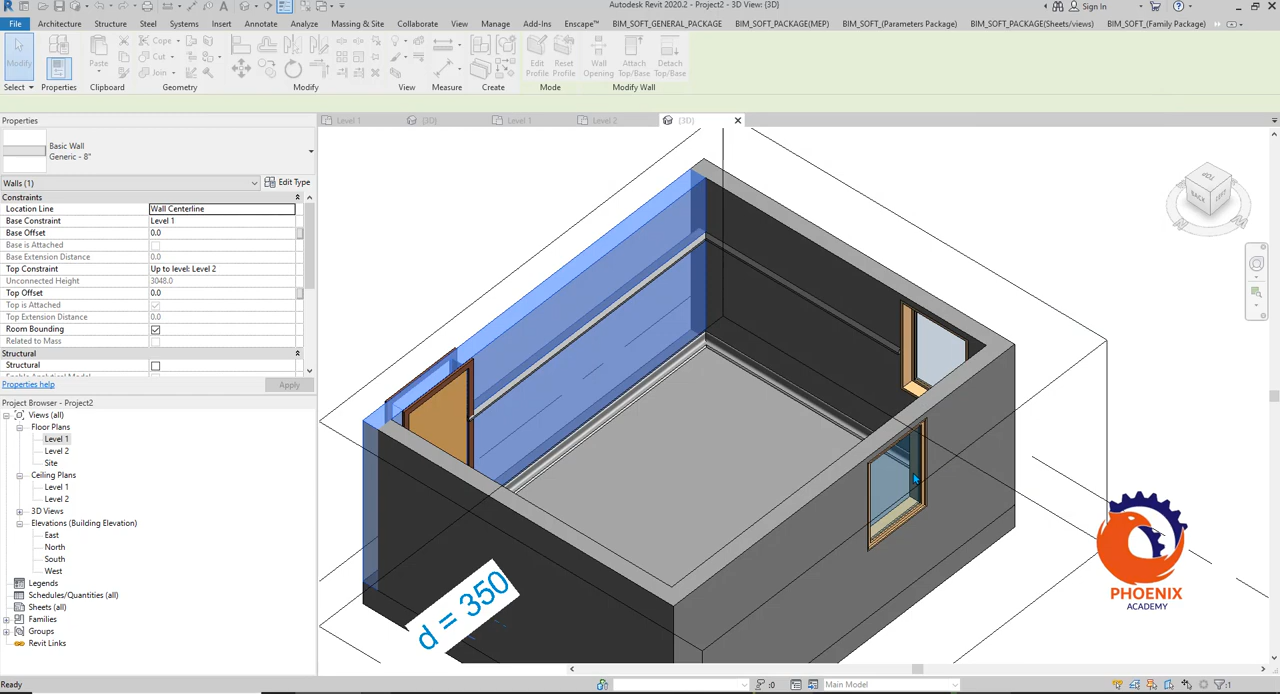 Autodesk Revit 2020.2 - Project2 - 3D View: {3D}
Sign In
File Architecture Structure Steel Systems Insert Annotate Analyze Massing & Site Collaborate View Manage Add-Ins Enscape™ BIM_SOFT_GENERAL_PACKAGE BIM_SOFT_PACKAGE(MEP) BIM_SOFT_(Parameters Package) BIM_SOFT_PACKAGE(Sheets/views) BIM_SOFT_(Family Package)
Modify
Paste
Cope
Cut
Join
Edit Profile
Reset Profile
Wall Opening
Attach Top/Base
Detach Top/Base
Select Properties Clipboard Geometry Modify View Measure Create Mode Modify Wall
Properties
Level 1 {3D} Level 1 Level 2 {3D}
Basic Wall
Generic - 8"
Walls (1) Edit Type
Constraints
Location Line Wall Centerline
Base Constraint Level 1
Base Offset 0.0
Base is Attached
Base Extension Distance 0.0
Top Constraint Up to level: Level 2
Unconnected Height 3048.0
Top Offset 0.0
Top is Attached
Top Extension Distance 0.0
Room Bounding
Related to Mass
Structural
Structural
Properties help Apply
Project Browser - Project2
Views (all)
Floor Plans
Level 1
Level 2
Site
Ceiling Plans
Level 1
Level 2
3D Views
Elevations (Building Elevation)
East
North
South
West
Legends
Schedules/Quantities (all)
Sheets (all)
Families
Groups
Revit Links
TOP
BACK
LEFT
d = 350
PHOENIX
ACADEMY
Ready
:0
Main Model
:1